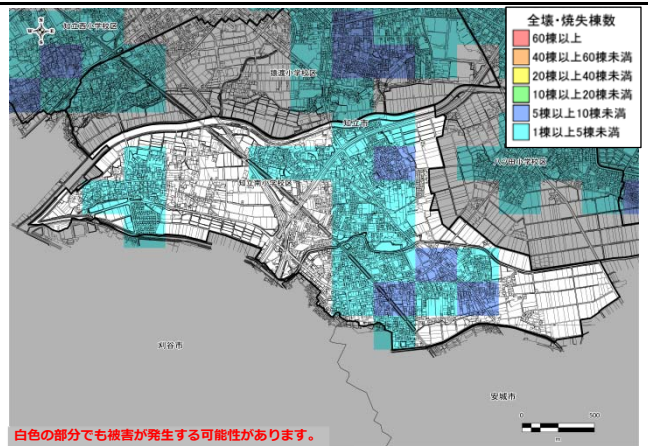 全壊・焼失棟数
60棟以上
40棟以上60棟未満
20棟以上40棟未満
10棟以上20棟未満
5棟以上10棟未満
1棟以上5棟未満
知立西小学校区
猿渡小学校区
知立市
八ツ田小学校区
知立南小学校区
刈谷市
安城市
0 500
m
白色の部分でも被害が発生する可能性があります。